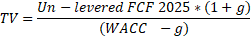 TV = Un - levered FCF 2025 * (1 + g)
(WACC - g)